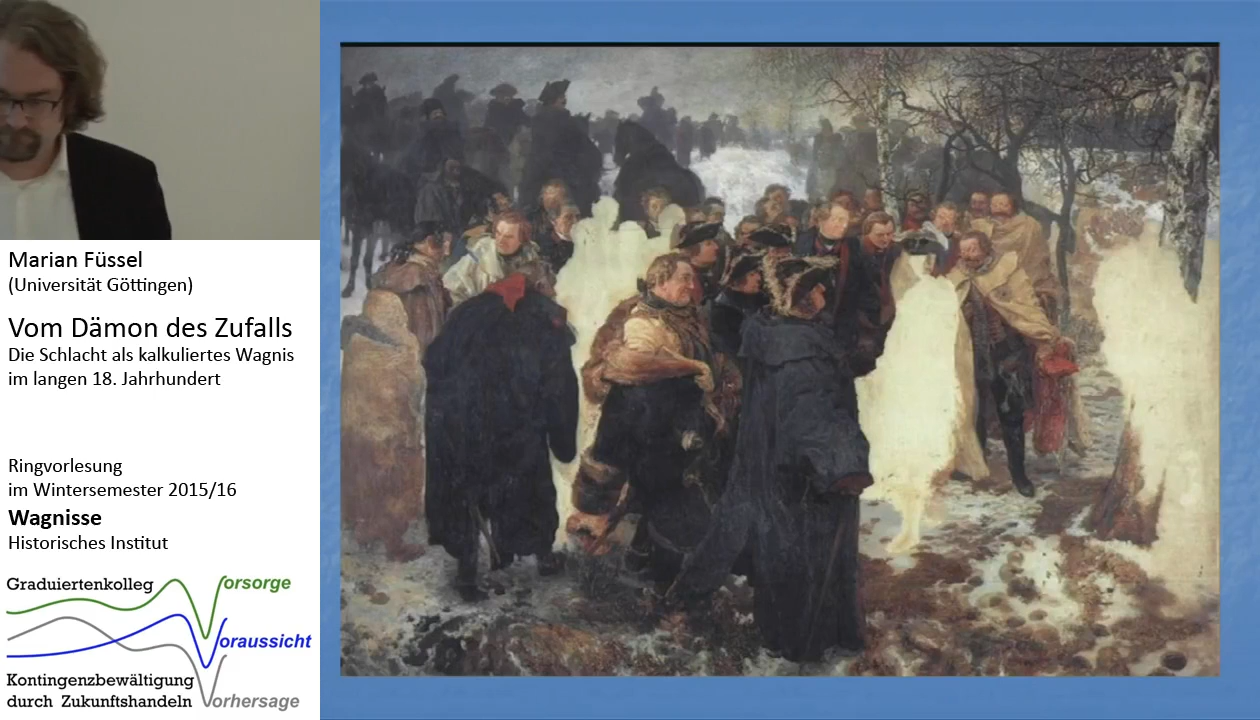 Marian Füssel
(Universität Göttingen)
Vom Dämon des Zufalls
Die Schlacht als kalkuliertes Wagnis
im langen 18. Jahrhundert
Ringvorlesung
im Wintersemester 2015/16
Wagnisse
Historisches Institut
Graduiertenkolleg
Vorsorge
Voraussicht
Kontingenzbewältigung
durch Zukunftshandeln
Vorhersage